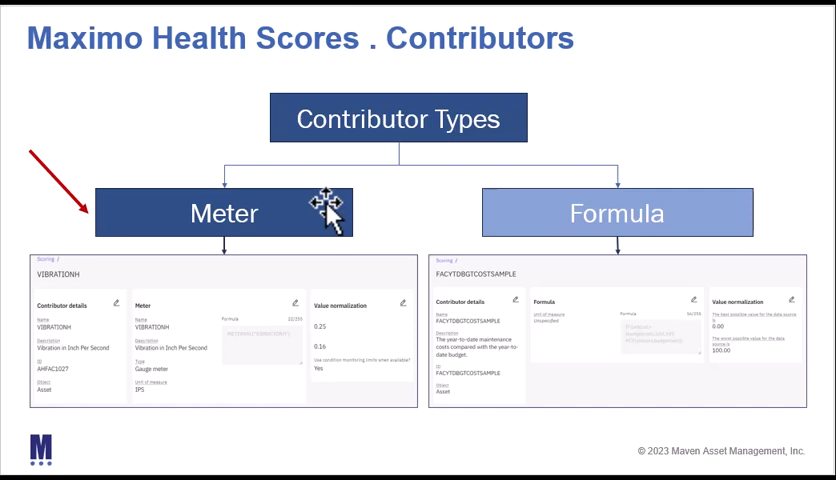 Maximo Health Scores . Contributors
Contributor Types
Meter
Formula
Scoring /
VIBRATIONH
Contributor details
Name
VIBRATIONH
Description
Vibration in Inch Per Second
ID
AHFAC1027
Object
Asset
Meter
Name
VIBRATIONH
Description
Vibration in Inch Per Second
Type
Gauge meter
Unit of measure
IPS
Formula
22/250
Value normalization
0.25
0.16
Use condition monitoring limits when available?
Yes
Scoring /
FACYTDBGTCOSTSAMPLE
Contributor details
Name
FACYTDBGTCOSTSAMPLE
Description
The year-to-date maintenance
costs compared with the year-to-
date budget.
ID
FACYTDBGTCOSTSAMPLE
Object
Asset
Formula
Unit of measure
Unspecified
Formula
56/250
Value normalization
The best possible value for the data source
is
0.00
The worst possible value for the data
source is
100.00
M
© 2023 Maven Asset Management, Inc.